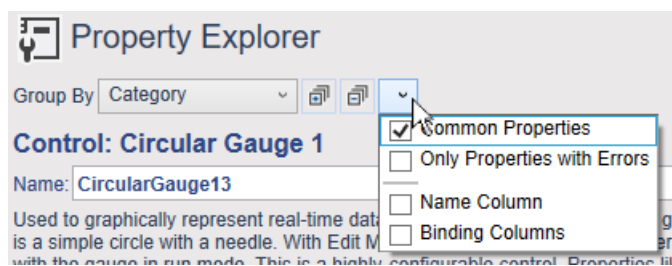 Property Explorer
Group By Category
Control: Circular Gauge 1
Common Properties
Only Properties with Errors
Name: CircularGauge13
Name Column
Used to graphically represent real-time
is a simple circle with a needle. With Edit
Binding Columns
with the gauge in run mode. This is a highly-configurable control. Properties